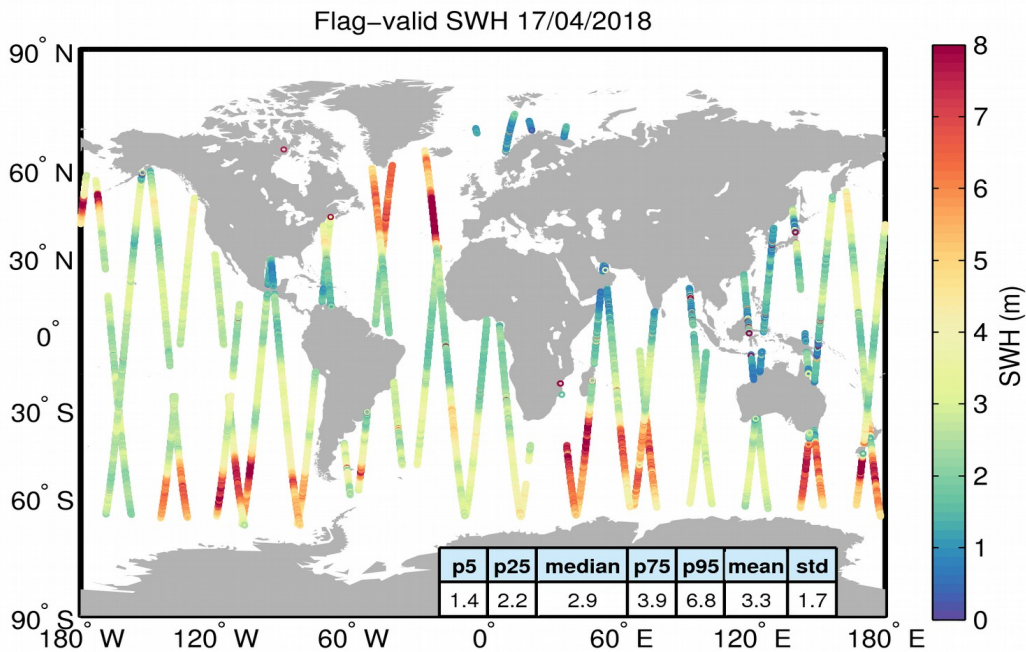 Flag−valid SWH 17/04/2018
90° N
60° N
30° N
0°
30° S
60° S
90° S
180° W
120° W
60° W
0°
60° E
120° E
180° E
p5 p25 median p75 p95 mean std
1.4 2.2 2.9 3.9 6.8 3.3 1.7
8
7
6
5
4
3
2
1
0
SWH (m)